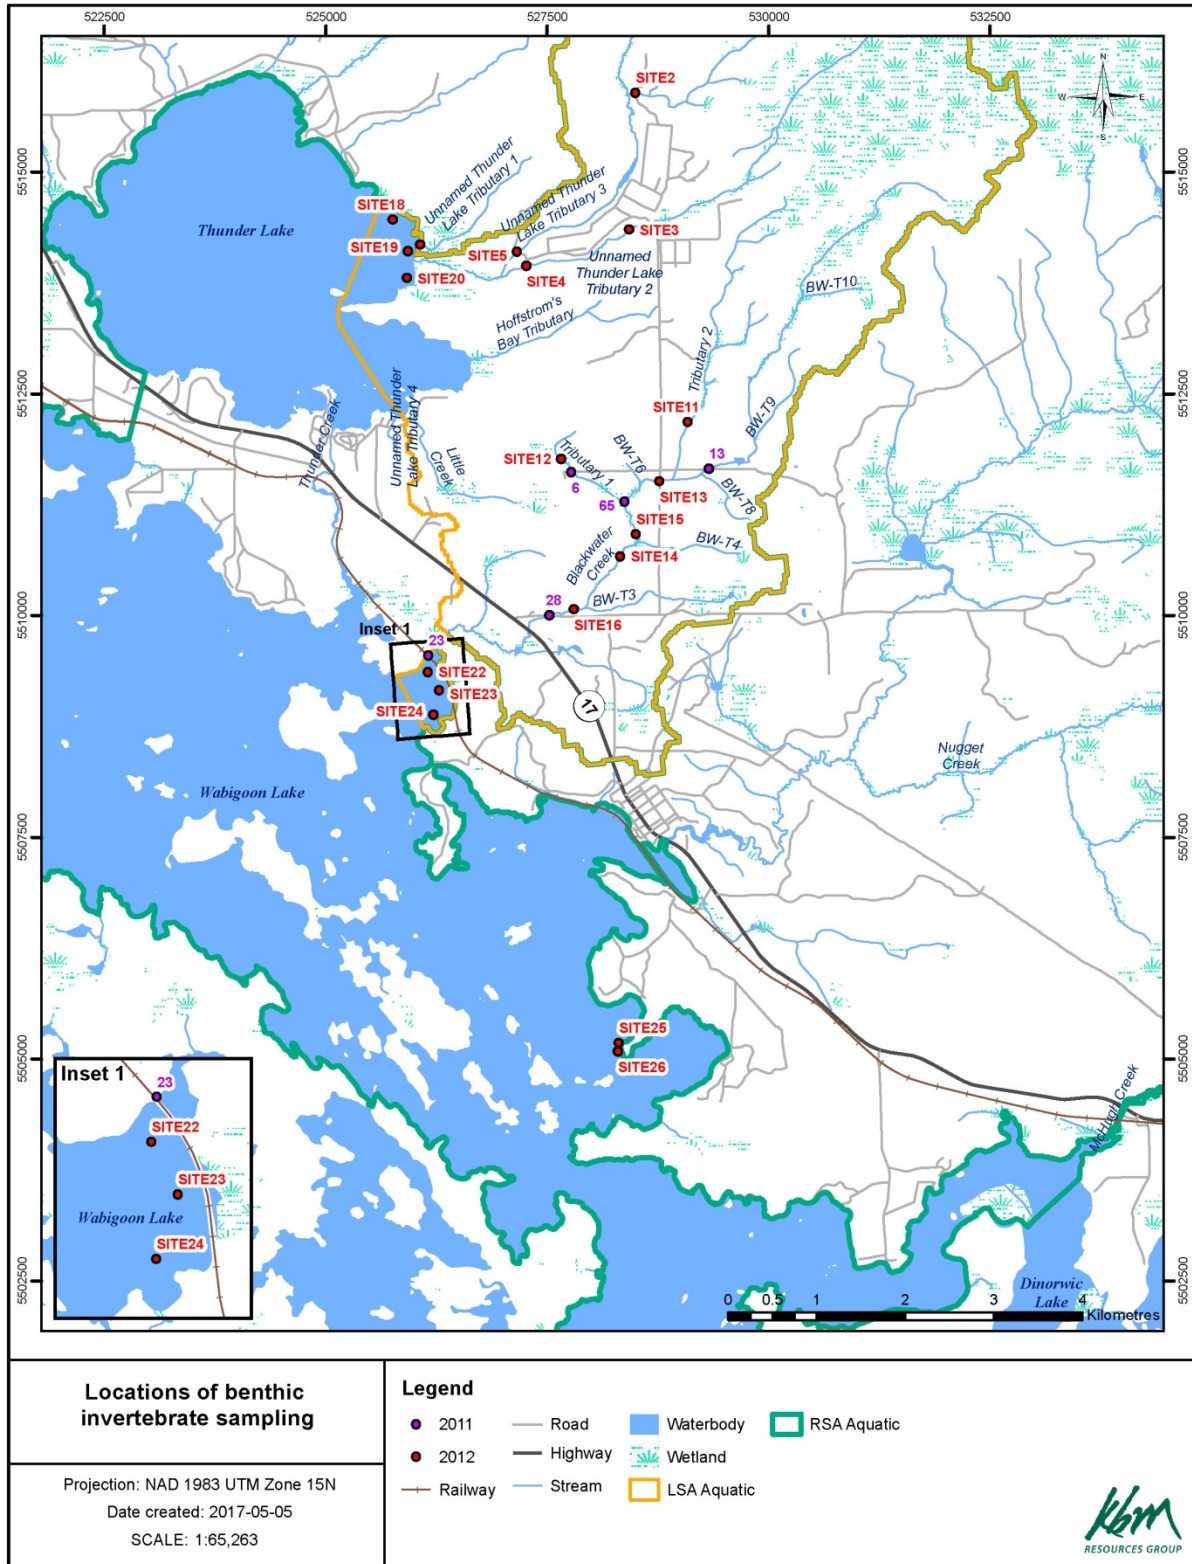 522500
525000
527500
530000
532500
5515000
5512500
5510000
5507500
5505000
5502500
5515000
5512500
5510000
5507500
5505000
5502500
N
W
E
S
SITE2
Thunder Lake
SITE18
SITE19
SITE20
Unnamed Thunder
Lake Tributary 1
Unnamed Thunder
Lake Tributary 3
SITE5
SITE4
SITE3
Unnamed
Thunder Lake
Tributary 2
Hoffstrom's
Bay Tributary
BW-T10
Tributary 2
BW-T9
SITE11
Unnamed Thunder
Lake Tributary 4
Thunder Creek
Little
Creek
SITE12
Tributary 1
6
BW-T6
13
SITE13
BW-T8
65
SITE15
BW-T4
SITE14
Blackwater
Creek
BW-T3
28
SITE16
Inset 1
23
SITE22
SITE23
SITE24
17
Nugget
Creek
Wabigoon Lake
SITE25
SITE26
McHugh Creek
Dinorwic
Lake
Inset 1
23
SITE22
SITE23
Wabigoon Lake
SITE24
0 0.5 1 2 3 4
Kilometres
Locations of benthic
invertebrate sampling
Projection: NAD 1983 UTM Zone 15N
Date created: 2017-05-05
SCALE: 1:65,263
Legend
2011
2012
Railway
Road
Highway
Stream
Waterbody
Wetland
LSA Aquatic
RSA Aquatic
kbm
RESOURCES GROUP